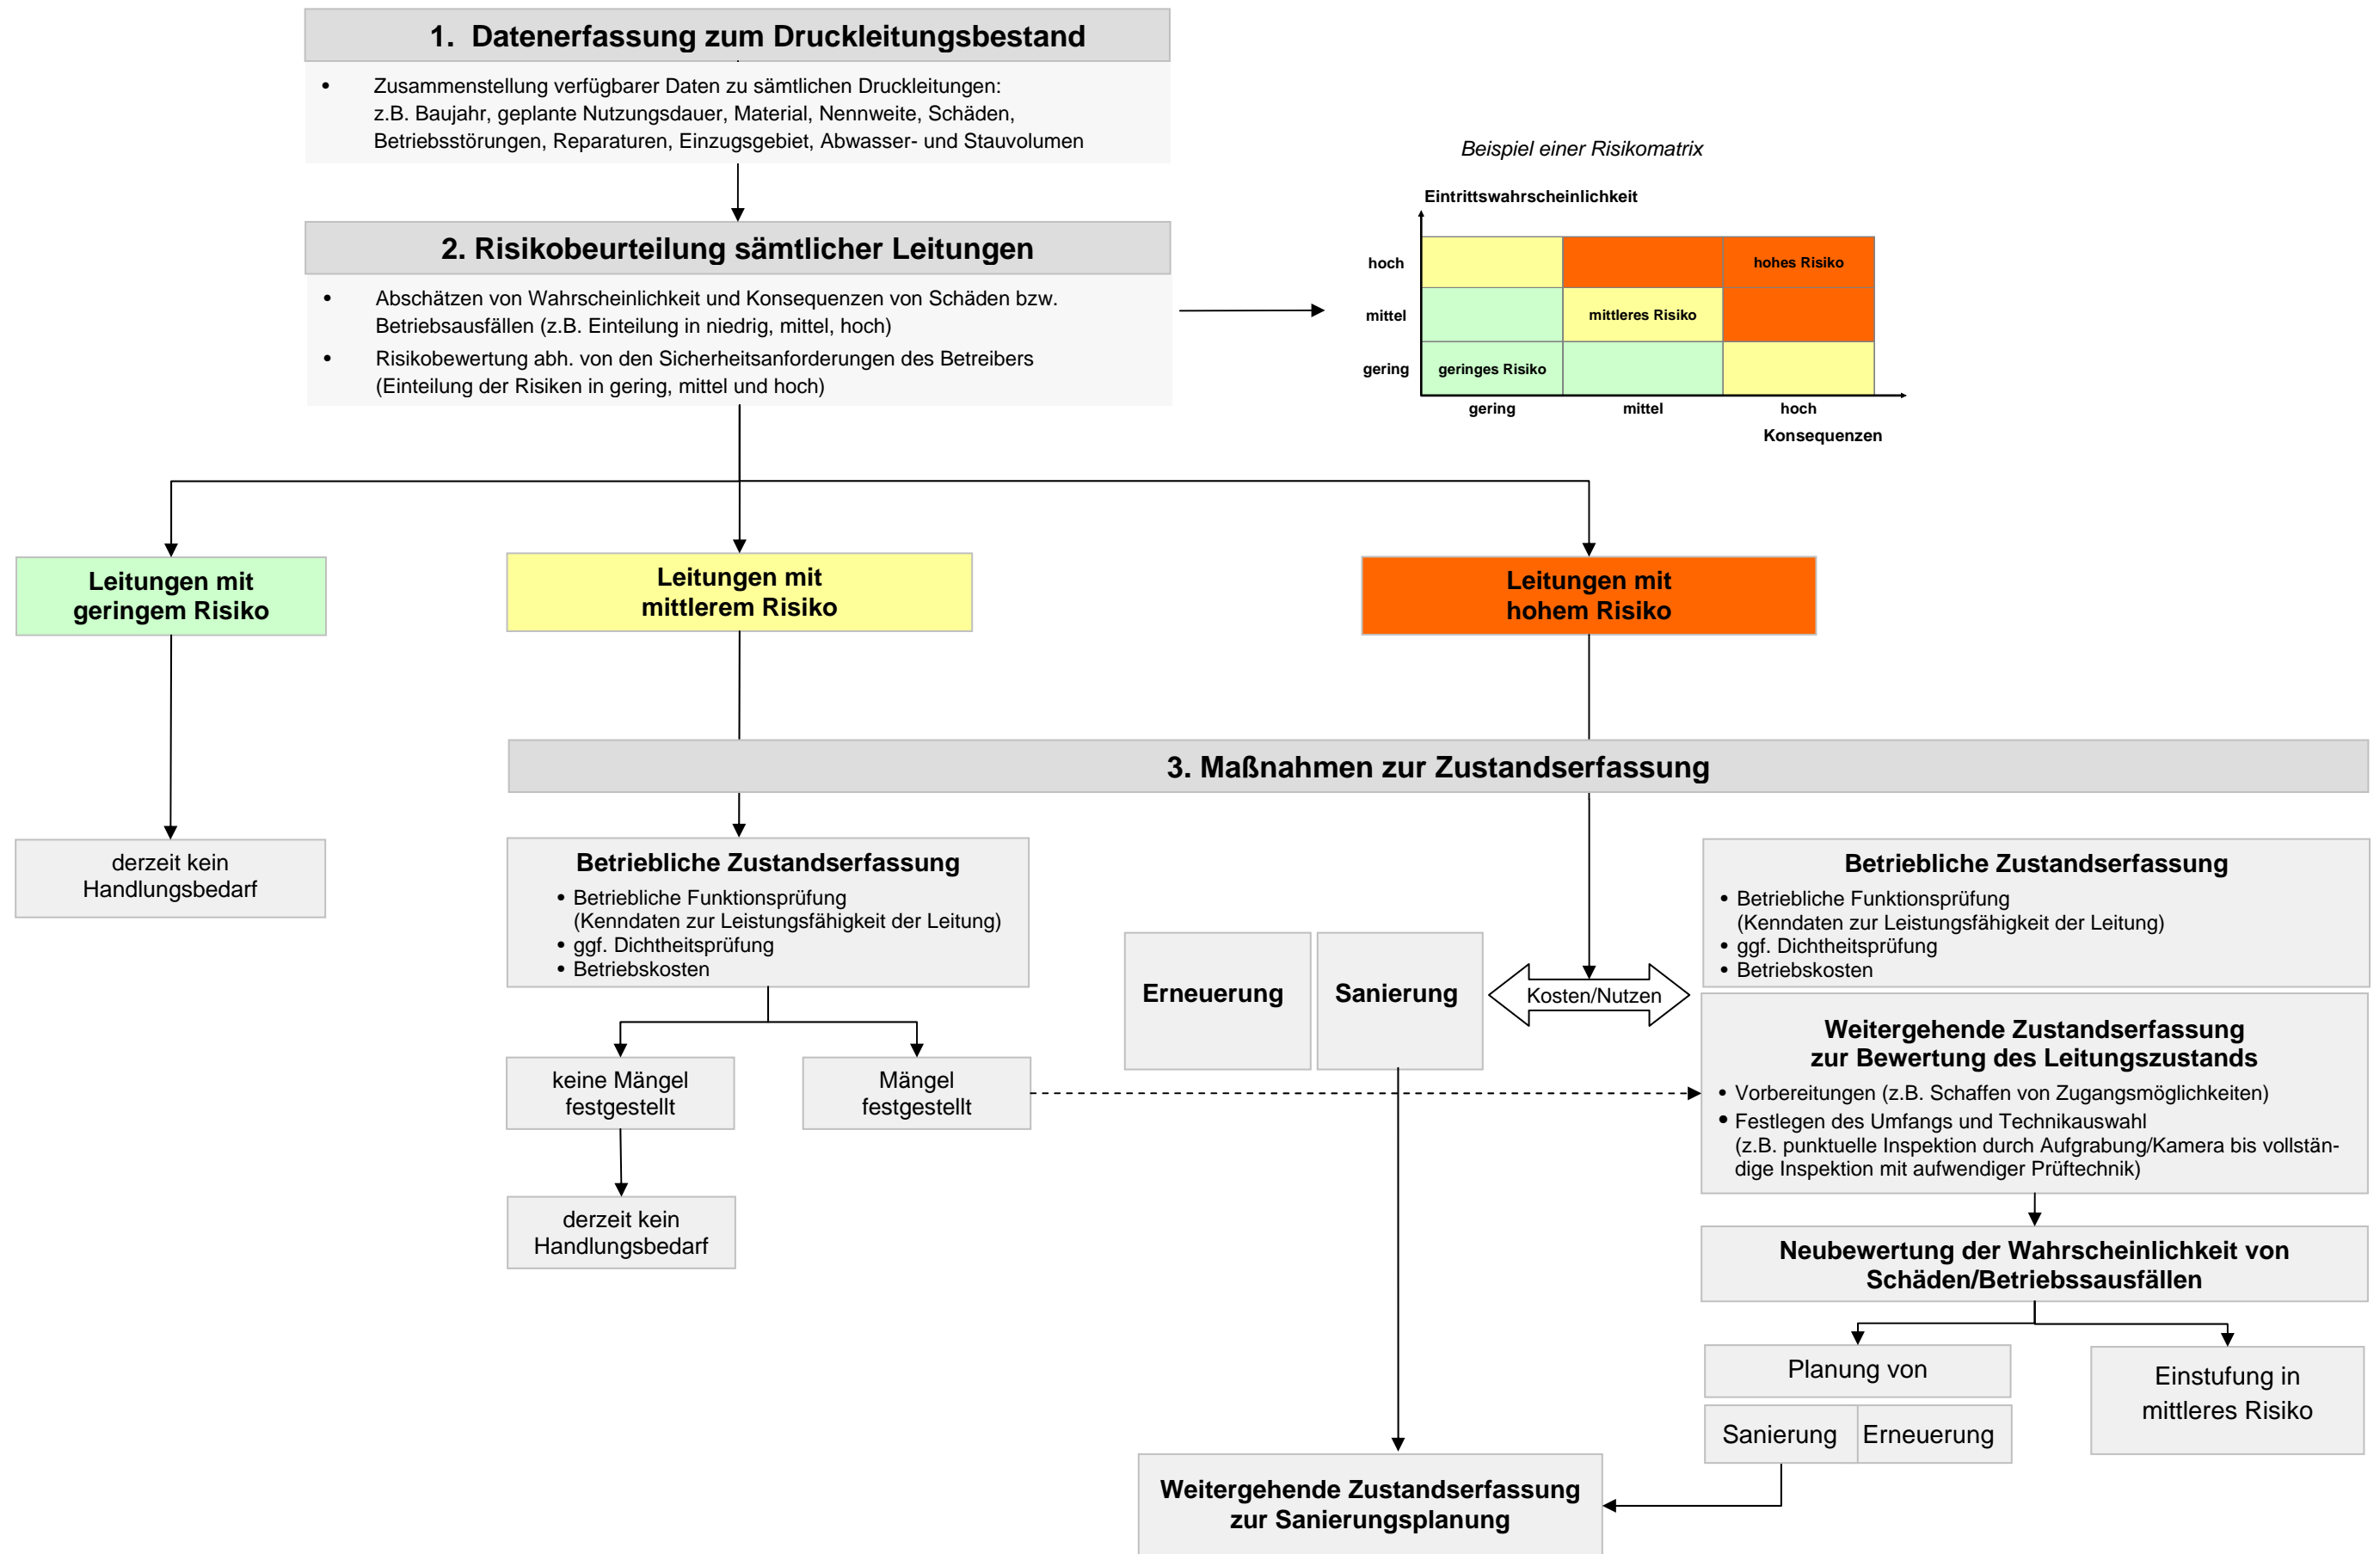 1. Datenerfassung zum Druckleitungsbestand
• Zusammenstellung verfügbarer Daten zu sämtlichen Druckleitungen:
z.B. Baujahr, geplante Nutzungsdauer, Material, Nennweite, Schäden,
Betriebsstörungen, Reparaturen, Einzugsgebiet, Abwasser- und Stauvolumen
2. Risikobeurteilung sämtlicher Leitungen
• Abschätzen von Wahrscheinlichkeit und Konsequenzen von Schäden bzw.
Betriebsausfällen (z.B. Einteilung in niedrig, mittel, hoch)
• Risikobewertung abh. von den Sicherheitsanforderungen des Betreibers
(Einteilung der Risiken in gering, mittel und hoch)
Beispiel einer Risikomatrix
Eintrittswahrscheinlichkeit
hoch
hohes Risiko
mittel
mittleres Risiko
gering
geringes Risiko
gering
mittel
hoch
Konsequenzen
Leitungen mit
geringem Risiko
Leitungen mit
mittlerem Risiko
Leitungen mit
hohem Risiko
3. Maßnahmen zur Zustandserfassung
derzeit kein
Handlungsbedarf
Betriebliche Zustandserfassung
• Betriebliche Funktionsprüfung
(Kenndaten zur Leistungsfähigkeit der Leitung)
• ggf. Dichtheitsprüfung
• Betriebskosten
keine Mängel
festgestellt
Mängel
festgestellt
derzeit kein
Handlungsbedarf
Erneuerung
Sanierung
Kosten/Nutzen
Betriebliche Zustandserfassung
• Betriebliche Funktionsprüfung
(Kenndaten zur Leistungsfähigkeit der Leitung)
• ggf. Dichtheitsprüfung
• Betriebskosten
Weitergehende Zustandserfassung
zur Bewertung des Leitungszustands
• Vorbereitungen (z.B. Schaffen von Zugangsmöglichkeiten)
• Festlegen des Umfangs und Technikauswahl
(z.B. punktuelle Inspektion durch Aufgrabung/Kamera bis vollstän-
dige Inspektion mit aufwendiger Prüftechnik)
Neubewertung der Wahrscheinlichkeit von
Schäden/Betriebssausfällen
Planung von
Sanierung
Erneuerung
Einstufung in
mittleres Risiko
Weitergehende Zustandserfassung
zur Sanierungsplanung